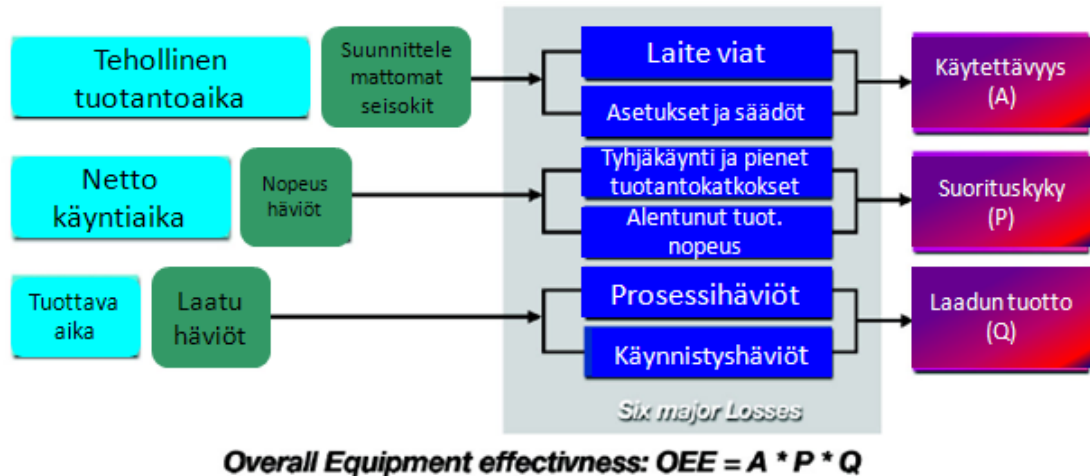 Tehollinen
tuotantoaika
Suunnittele
mattomat
seisokit
Laite viat
Asetukset ja säädöt
Käytettävyys
(A)
Netto
käyntiaika
Nopeus
häviöt
Tyhjäkäynti ja pienet
tuotantokatkokset
Alentunut tuot.
nopeus
Suorituskyky
(P)
Tuottava
aika
Laatu
häviöt
Prosessihäviöt
Käynnistyshäviöt
Laadun tuotto
(Q)
Six major Losses
Overall Equipment effectivness: OEE = A * P * Q